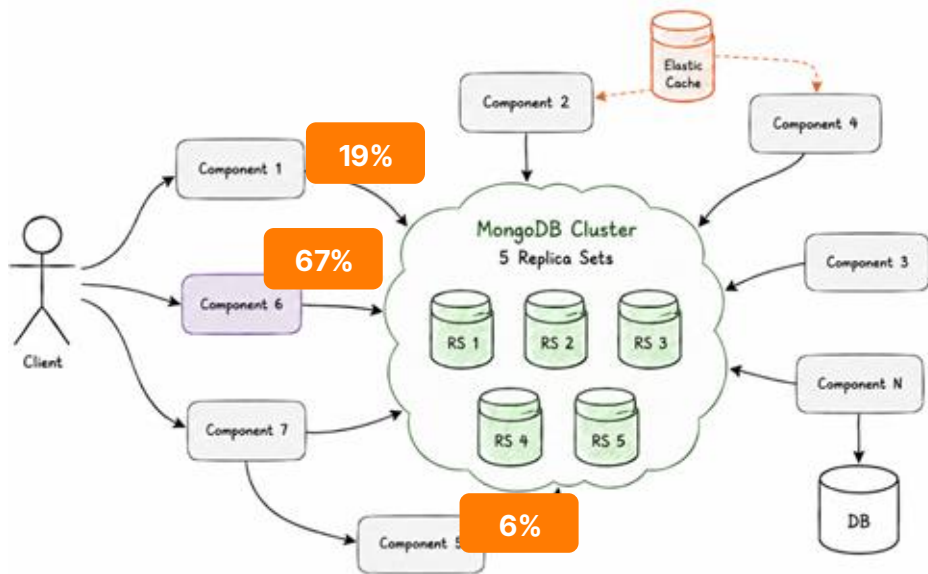 Elastic
Cache
Component 2
Component 4
Component 1
19%
MongoDB Cluster
5 Replica Sets
67%
Component 3
Component 6
RS 1
RS 2
RS 3
Client
Component N
Component 7
RS 4
RS 5
6%
DB
Component 5